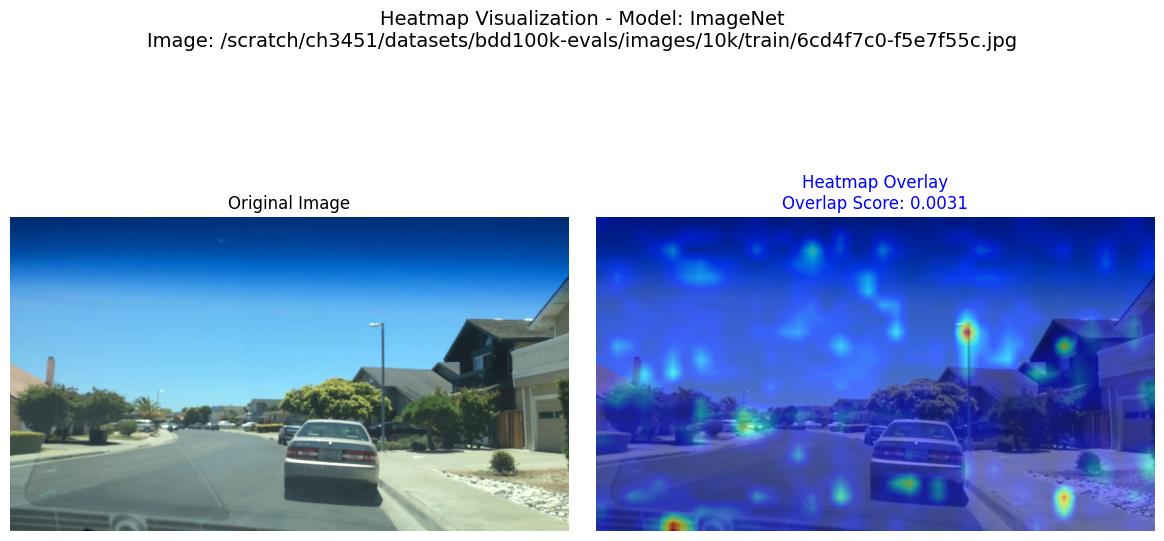 Heatmap Visualization - Model: ImageNet
Image: /scratch/ch3451/datasets/bdd100k-evals/images/10k/train/6cd4f7c0-f5e7f55c.jpg
Original Image
Heatmap Overlay
Overlap Score: 0.0031